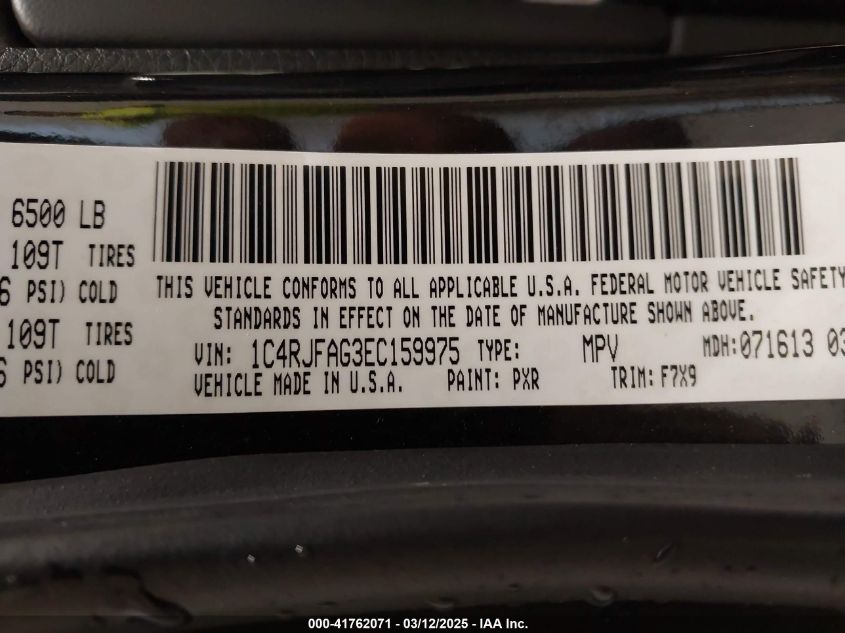 6500 LB
109T TIRES
6 PSI) COLD
109T TIRES
6 PSI) COLD
THIS VEHICLE CONFORMS TO ALL APPLICABLE U.S.A. FEDERAL MOTOR VEHICLE SAFETY
STANDARDS IN EFFECT ON THE DATE OF MANUFACTURE SHOWN ABOVE.
VIN: 1C4RJFAG3EC159975 TYPE: MPV MDH:071613 03
VEHICLE MADE IN U.S.A. PAINT: PXR TRIM: F7X9
000-41762071 - 03/12/2025 - IAA Inc.